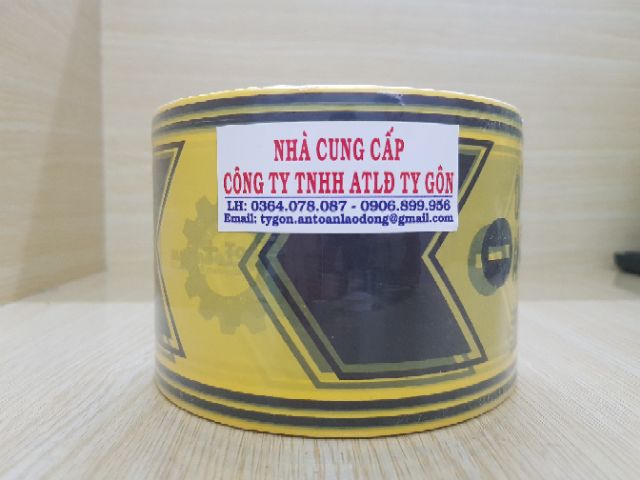 NHÀ CUNG CẤP
CÔNG TY TNHH ATLĐ TY GÔN
LH: 0364.078.087 - 0906.899.956
Email: tygon.antoanlaodong@gmail.com